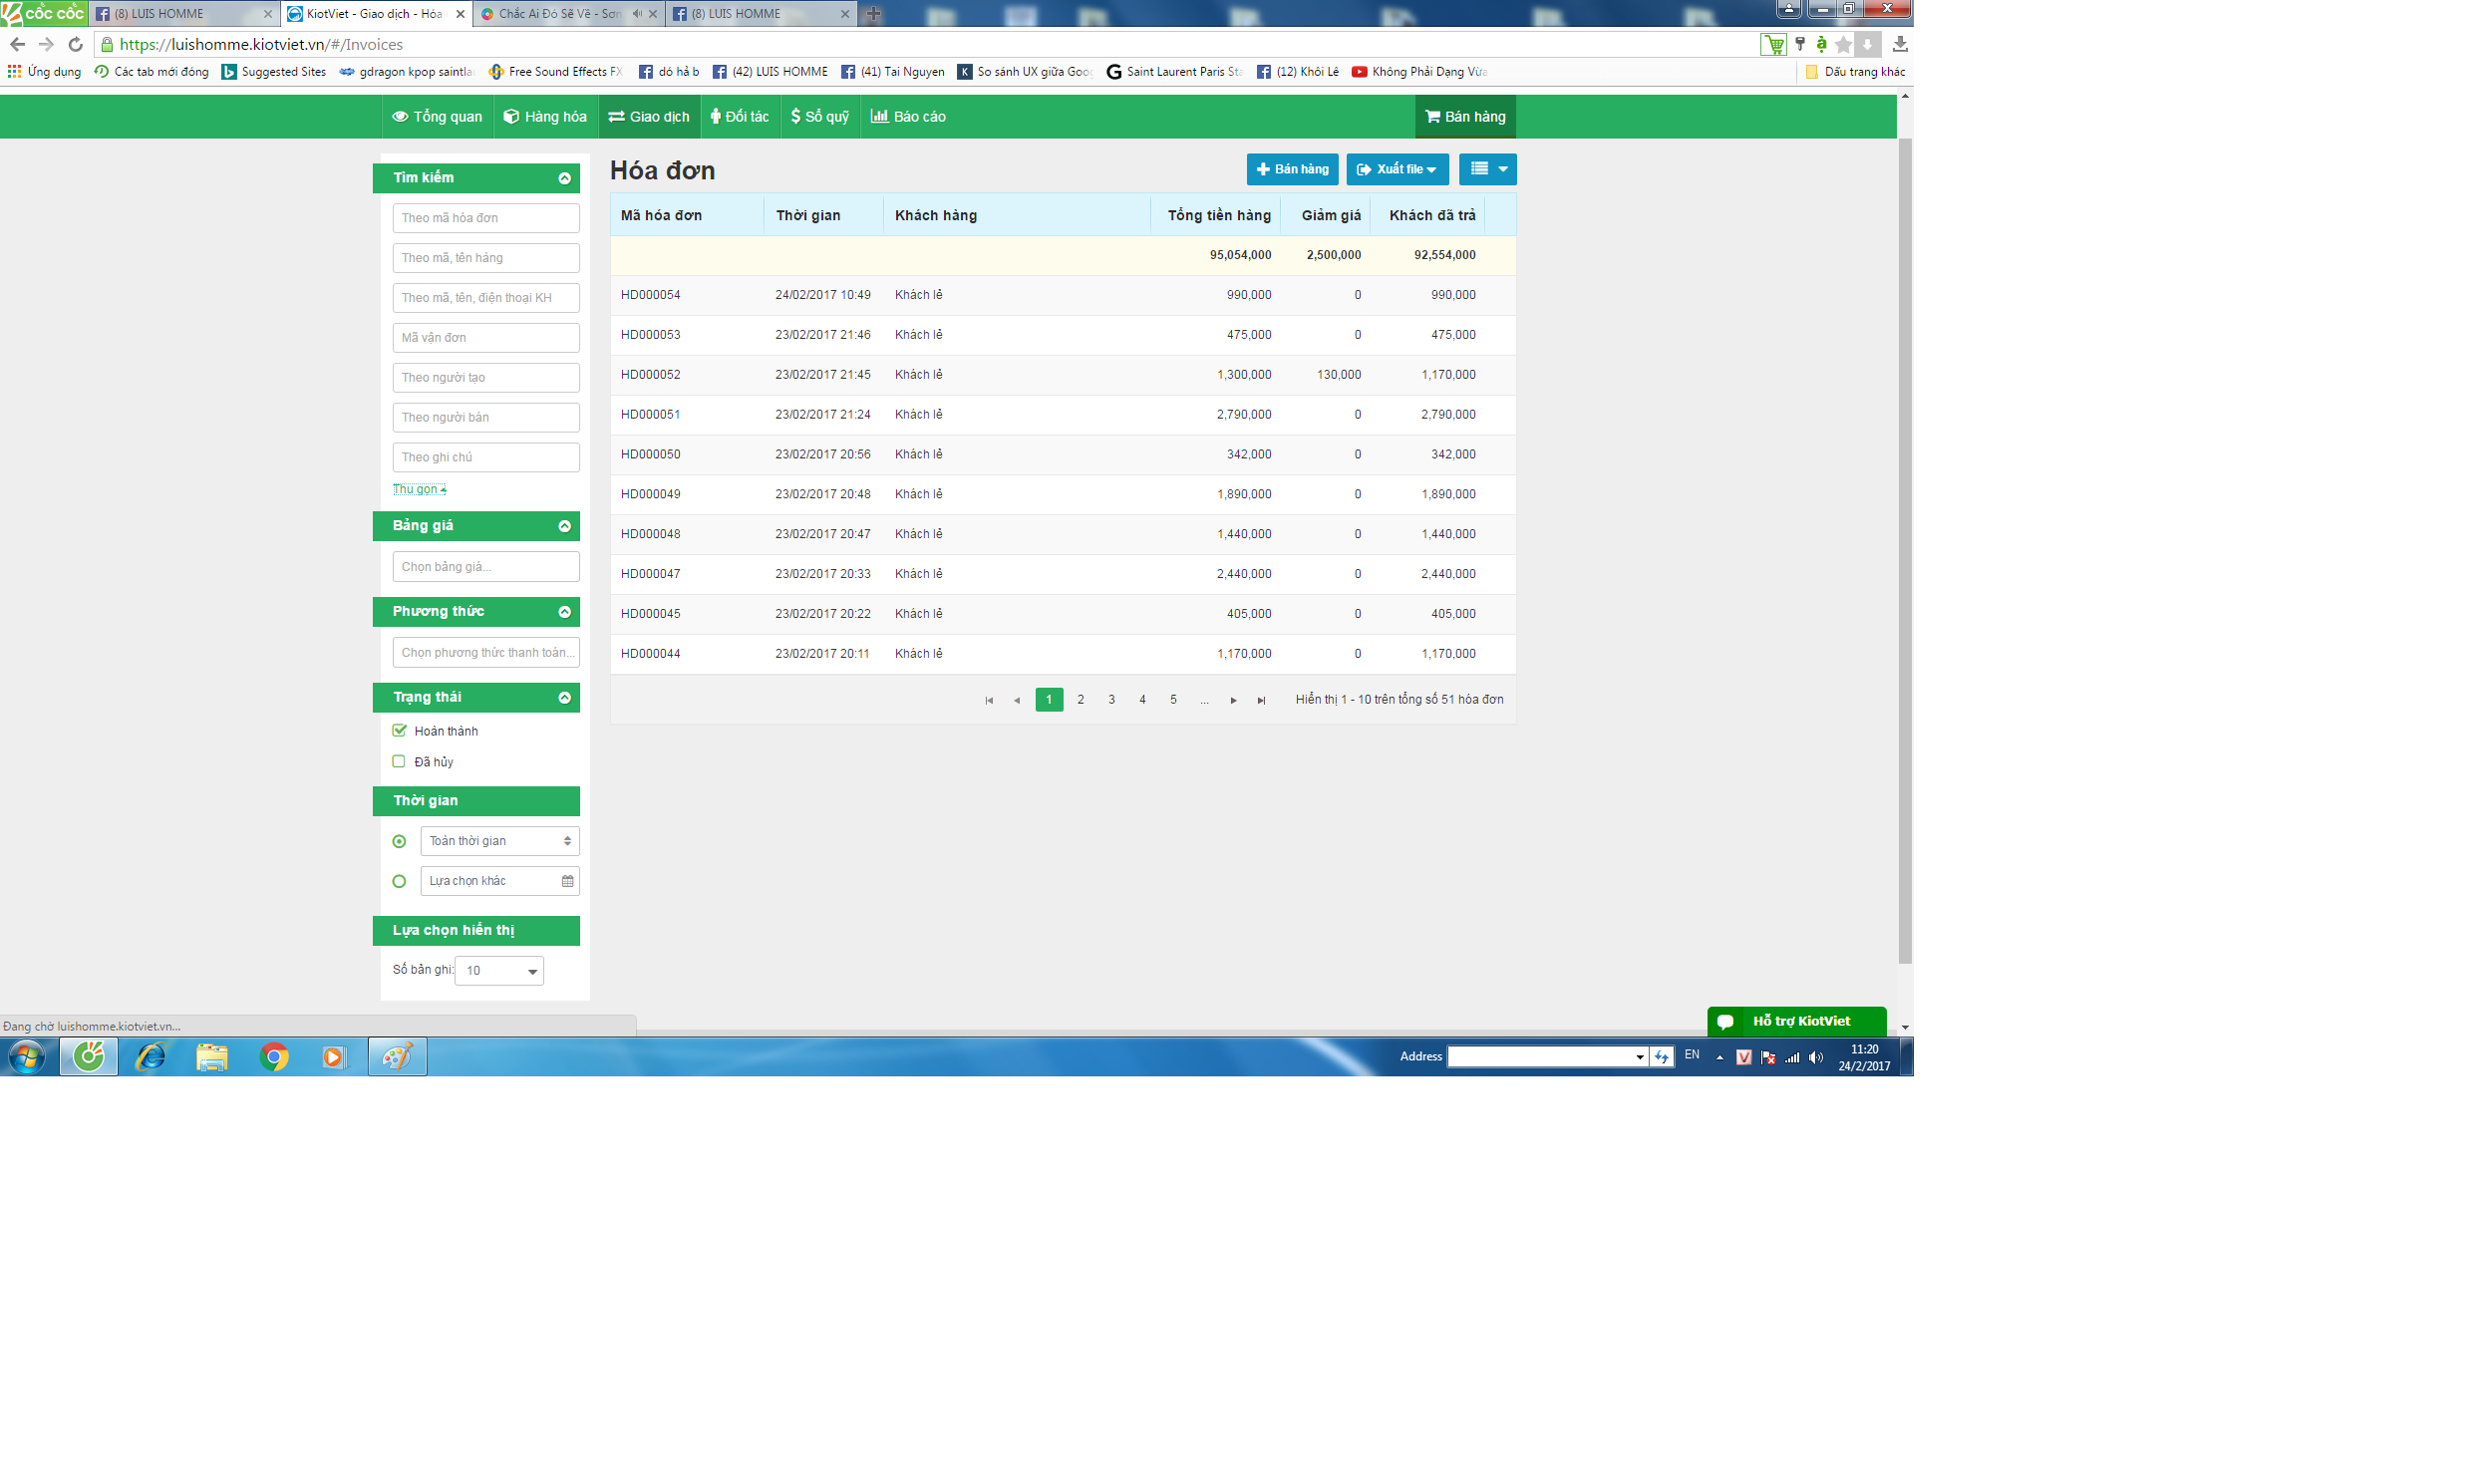 cốc cốc (8) LUIS HOMME KiotViet - Giao dịch - Hóa Chắc Ai Đó Sẽ Về - Sơn (8) LUIS HOMME
https://luishomme.kiotviet.vn/#/Invoices
Ứng dụng Các tab mới đóng Suggested Sites gdragon kpop saintla Free Sound Effects FX dó hả b (42) LUIS HOMME (41) Tai Nguyen So sánh UX giữa Goo Saint Laurent Paris Sta (12) Khôi Lê Không Phải Dạng Vừa Dấu trang khác
Tổng quan Hàng hóa Giao dịch Đối tác Sổ quỹ Báo cáo Bán hàng
Tìm kiếm
Theo mã hóa đơn
Theo mã, tên hàng
Theo mã, tên, điện thoại KH
Mã vận đơn
Theo người tạo
Theo người bán
Theo ghi chú
Thu gọn
Bảng giá
Chọn bảng giá...
Phương thức
Chọn phương thức thanh toán...
Trạng thái
Hoàn thành
Đã hủy
Thời gian
Toàn thời gian
Lựa chọn khác
Lựa chọn hiển thị
Số bản ghi: 10
Hóa đơn Bán hàng Xuất file
Mã hóa đơn Thời gian Khách hàng Tổng tiền hàng Giảm giá Khách đã trả
95,054,000 2,500,000 92,554,000
HD000054 24/02/2017 10:49 Khách lẻ 990,000 0 990,000
HD000053 23/02/2017 21:46 Khách lẻ 475,000 0 475,000
HD000052 23/02/2017 21:45 Khách lẻ 1,300,000 130,000 1,170,000
HD000051 23/02/2017 21:24 Khách lẻ 2,790,000 0 2,790,000
HD000050 23/02/2017 20:56 Khách lẻ 342,000 0 342,000
HD000049 23/02/2017 20:48 Khách lẻ 1,890,000 0 1,890,000
HD000048 23/02/2017 20:47 Khách lẻ 1,440,000 0 1,440,000
HD000047 23/02/2017 20:33 Khách lẻ 2,440,000 0 2,440,000
HD000045 23/02/2017 20:22 Khách lẻ 405,000 0 405,000
HD000044 23/02/2017 20:11 Khách lẻ 1,170,000 0 1,170,000
1 2 3 4 5 ... Hiển thị 1 - 10 trên tổng số 51 hóa đơn
Hỗ trợ KiotViet
Đang chờ luishomme.kiotviet.vn...
Address EN 11:20
24/2/2017